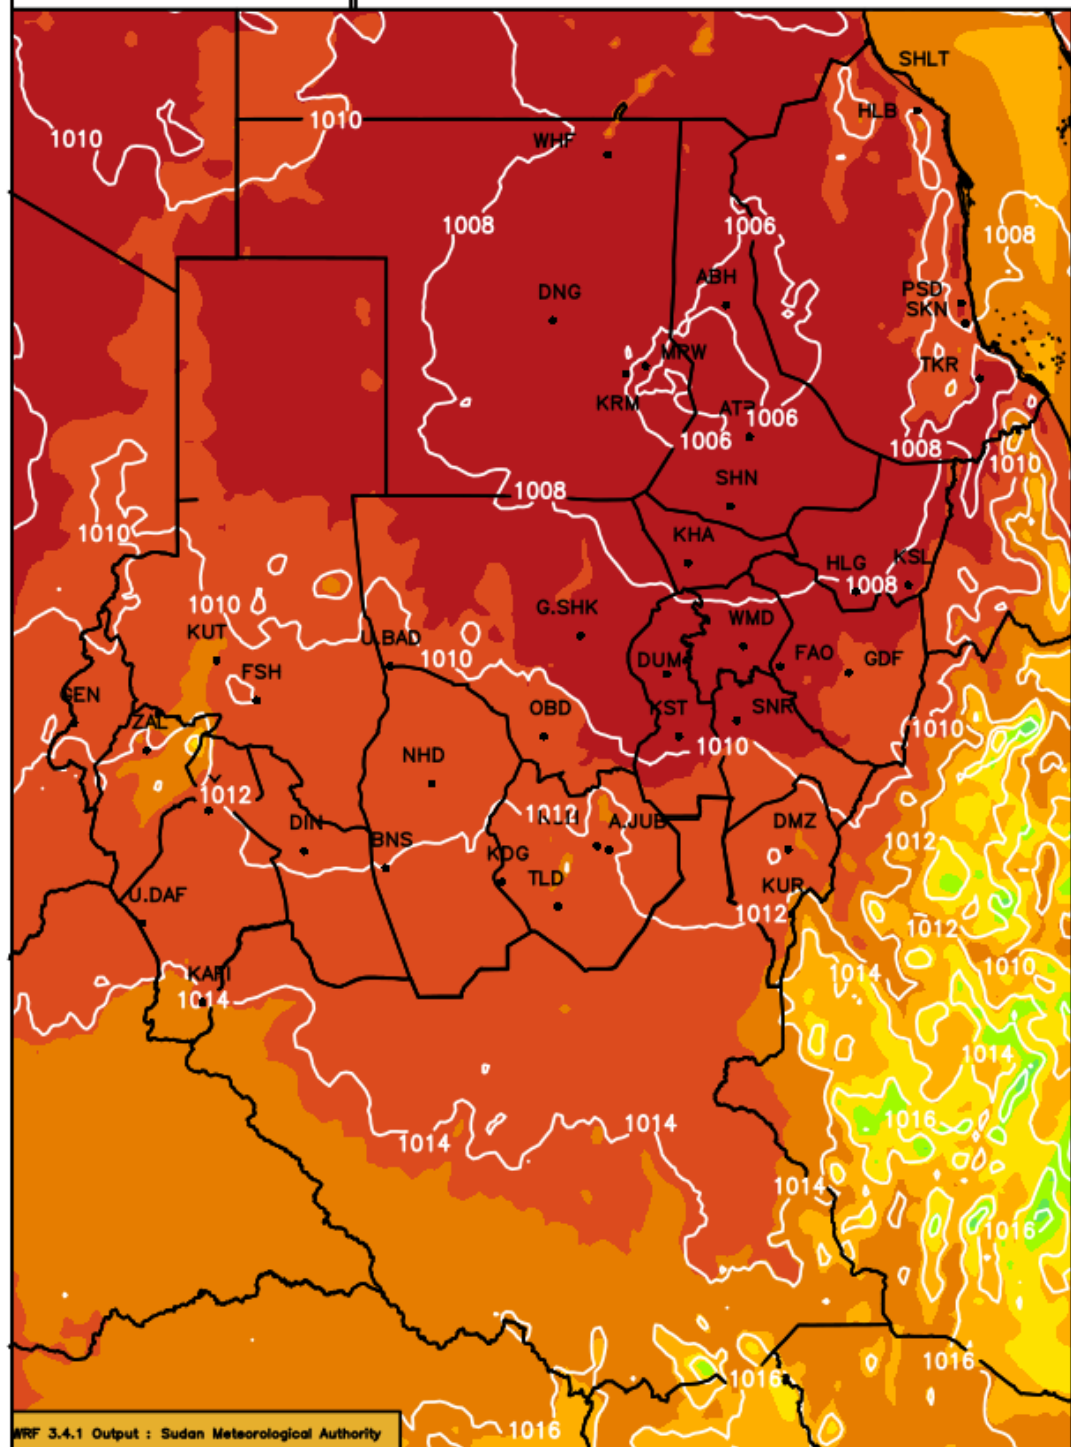 SHLT
HLB
1010
1010
WHF
1008
1006
1008
ABH
DNG
PSD
SKN
MRW
TKR
KRM
1006
1006
1008
1010
SHN
1008
1010
KHA
HLG
KSL
1008
1010
G.SHK
KUT
WMD
U.BAD
1010
DUM
FAO
GDF
FSH
GEN
OBD
KST
SNR
ZAL
1010
1010
NHD
1012
1012
DIN
A.JUB
DMZ
BNS
1012
KDG
TLD
KUR
U.DAF
1012
1012
1010
KAFI
1014
1014
1014
1016
1014
1014
1014
1016
1016
1016
1016
WRF 3.4.1 Output : Sudan Meteorological Authority